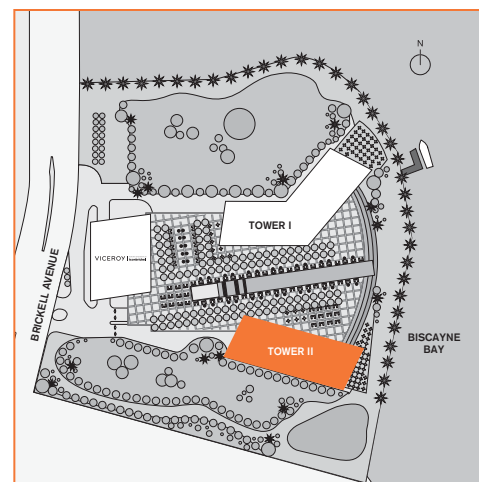 N
TOWER I
VICEROY
BRICKELL AVENUE
TOWER II
BISCAYNE
BAY